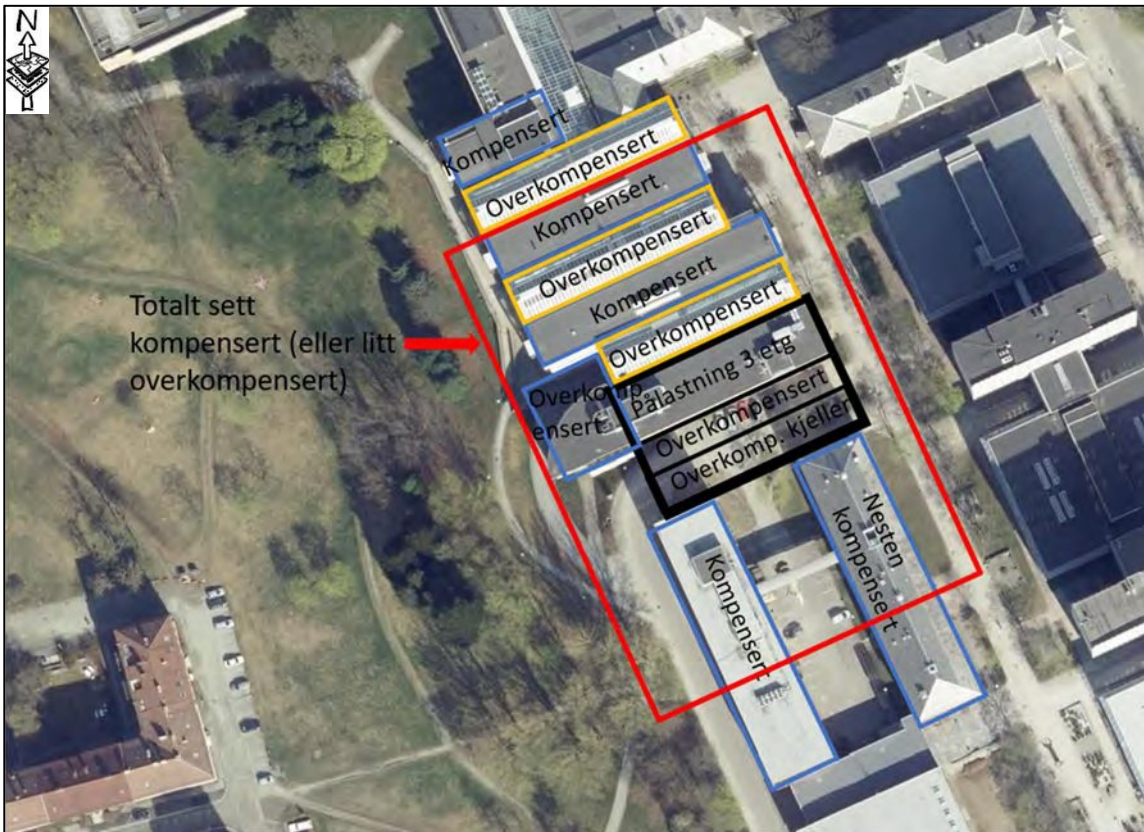 N
Kompensert
Overkompensert
Kompensert
Overkompensert
Kompensert
Overkompensert
Totalt sett
kompensert (eller litt
overkompensert)
Overkomp.
ensert
Pålastning 3 etg
Overkompensert
Overkomp. kjeller
Kompensert
Nesten
kompensert